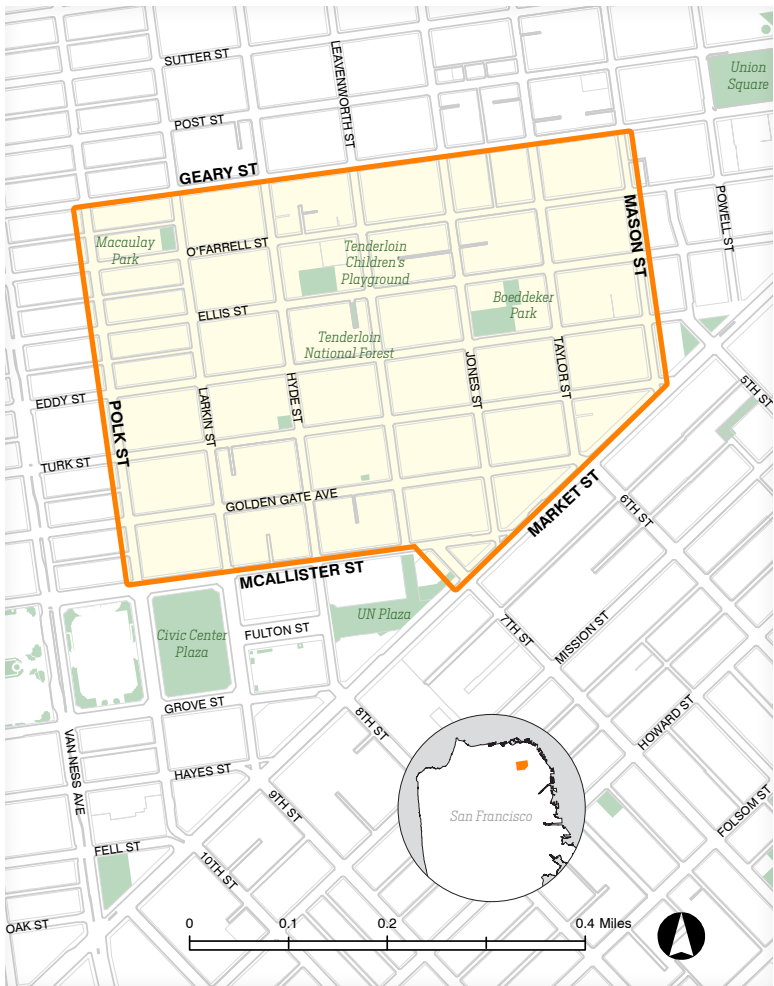 SUTTER ST
LEAVENWORTH ST
Union
Square
POST ST
GEARY ST
MASON ST
POWELL ST
Macaulay
Park
O'FARRELL ST
Tenderloin
Children's
Playground
Boeddeker
Park
ELLIS ST
Tenderloin
National Forest
JONES ST
TAYLOR ST
EDDY ST
POLK ST
LARKIN ST
HYDE ST
5TH ST
TURK ST
GOLDEN GATE AVE
MARKET ST
6TH ST
MCALLISTER ST
UN Plaza
Civic Center
Plaza
FULTON ST
7TH ST
MISSION ST
GROVE ST
8TH ST
HOWARD ST
VAN NESS AVE
HAYES ST
9TH ST
San Francisco
FOLSOM ST
FELL ST
10TH ST
OAK ST
0 0.1 0.2 0.4 Miles